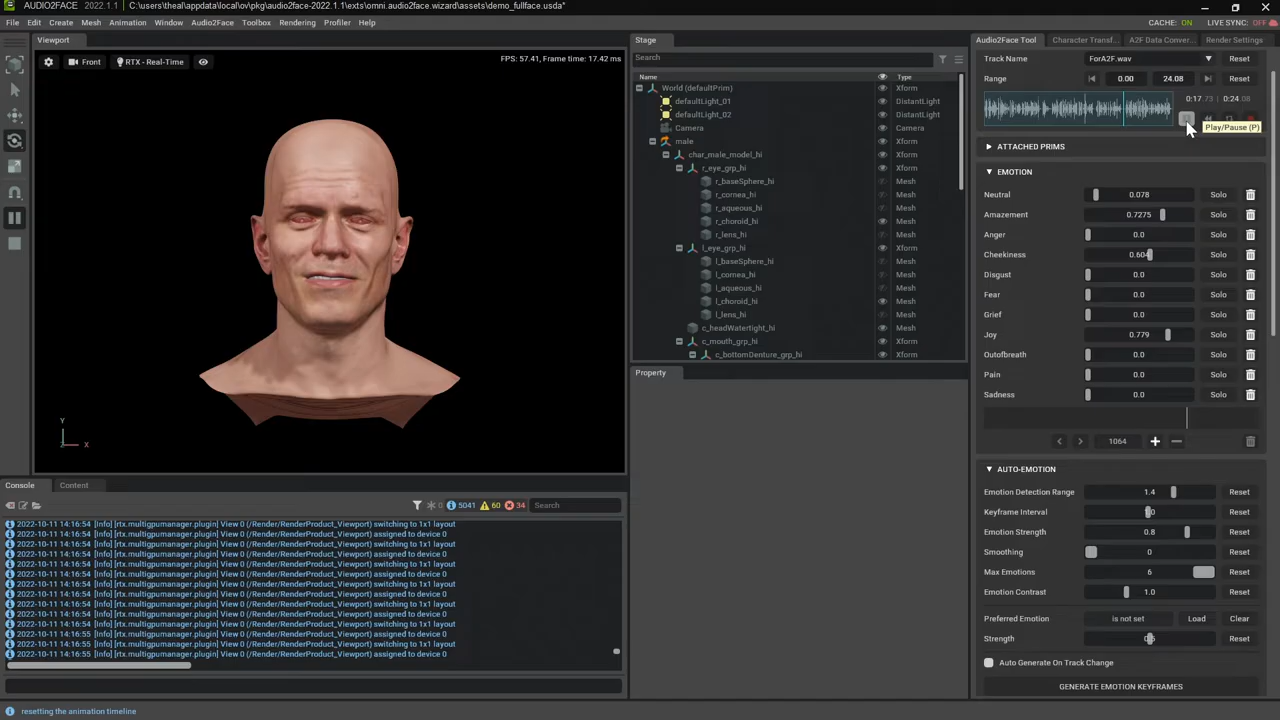 AUDIO2FACE 2022.1.1 C:\users\theal\appdata\local\ov\pkg\audio2face-2022.1.1\exts\omni.audio2face.wizard\assets\demo_fullface.usda*
File Edit Create Mesh Animation Window Audio2Face Toolbox Rendering Profiler Help CACHE: ON LIVE SYNC: OFF
Viewport
Front RTX - Real-Time FPS: 57.41, Frame time: 17.42 ms
Y
Z X
Stage
Search
Name Type
World (defaultPrim) Xform
defaultLight_01 DistantLight
defaultLight_02 DistantLight
Camera Camera
male Xform
char_male_model_hi Xform
r_eye_grp_hi Xform
r_baseSphere_hi Mesh
r_cornea_hi Mesh
r_aqueous_hi Mesh
r_choroid_hi Mesh
r_lens_hi Mesh
l_eye_grp_hi Xform
l_baseSphere_hi Mesh
l_cornea_hi Mesh
l_aqueous_hi Mesh
l_choroid_hi Mesh
l_lens_hi Mesh
c_headWatertight_hi Mesh
c_mouth_grp_hi Xform
c_bottomDenture_grp_hi Xform
Property
Audio2Face Tool Character Transf... A2F Data Conver... Render Settings
Track Name ForA2F.wav Reset
Range 0.00 24.08 Reset
0:17.73 0:24.08
Play/Pause (P)
ATTACHED PRIMS
EMOTION
Neutral 0.078 Solo
Amazement 0.7275 Solo
Anger 0.0 Solo
Cheekiness 0.604 Solo
Disgust 0.0 Solo
Fear 0.0 Solo
Grief 0.0 Solo
Joy 0.779 Solo
Outofbreath 0.0 Solo
Pain 0.0 Solo
Sadness 0.0 Solo
1064
AUTO-EMOTION
Emotion Detection Range 1.4 Reset
Keyframe Interval Reset
Emotion Strength 0.8 Reset
Smoothing 0 Reset
Max Emotions 6 Reset
Emotion Contrast 1.0 Reset
Preferred Emotion is not set Load Clear
Strength Reset
Auto Generate On Track Change
GENERATE EMOTION KEYFRAMES
Console Content
0 5041 60 34 Search
2022-10-11 14:16:54 [Info] [rtx.multigpumanager.plugin] View 0 (/Render/RenderProduct_Viewport) switching to 1x1 layout
2022-10-11 14:16:54 [Info] [rtx.multigpumanager.plugin] View 0 (/Render/RenderProduct_Viewport) assigned to device 0
2022-10-11 14:16:54 [Info] [rtx.multigpumanager.plugin] View 0 (/Render/RenderProduct_Viewport) switching to 1x1 layout
2022-10-11 14:16:54 [Info] [rtx.multigpumanager.plugin] View 0 (/Render/RenderProduct_Viewport) assigned to device 0
2022-10-11 14:16:54 [Info] [rtx.multigpumanager.plugin] View 0 (/Render/RenderProduct_Viewport) switching to 1x1 layout
2022-10-11 14:16:54 [Info] [rtx.multigpumanager.plugin] View 0 (/Render/RenderProduct_Viewport) assigned to device 0
2022-10-11 14:16:54 [Info] [rtx.multigpumanager.plugin] View 0 (/Render/RenderProduct_Viewport) switching to 1x1 layout
2022-10-11 14:16:54 [Info] [rtx.multigpumanager.plugin] View 0 (/Render/RenderProduct_Viewport) assigned to device 0
2022-10-11 14:16:54 [Info] [rtx.multigpumanager.plugin] View 0 (/Render/RenderProduct_Viewport) switching to 1x1 layout
2022-10-11 14:16:54 [Info] [rtx.multigpumanager.plugin] View 0 (/Render/RenderProduct_Viewport) assigned to device 0
2022-10-11 14:16:55 [Info] [rtx.multigpumanager.plugin] View 0 (/Render/RenderProduct_Viewport) switching to 1x1 layout
2022-10-11 14:16:55 [Info] [rtx.multigpumanager.plugin] View 0 (/Render/RenderProduct_Viewport) assigned to device 0
2022-10-11 14:16:55 [Info] [rtx.multigpumanager.plugin] View 0 (/Render/RenderProduct_Viewport) switching to 1x1 layout
2022-10-11 14:16:55 [Info] [rtx.multigpumanager.plugin] View 0 (/Render/RenderProduct_Viewport) assigned to device 0
resetting the animation timeline